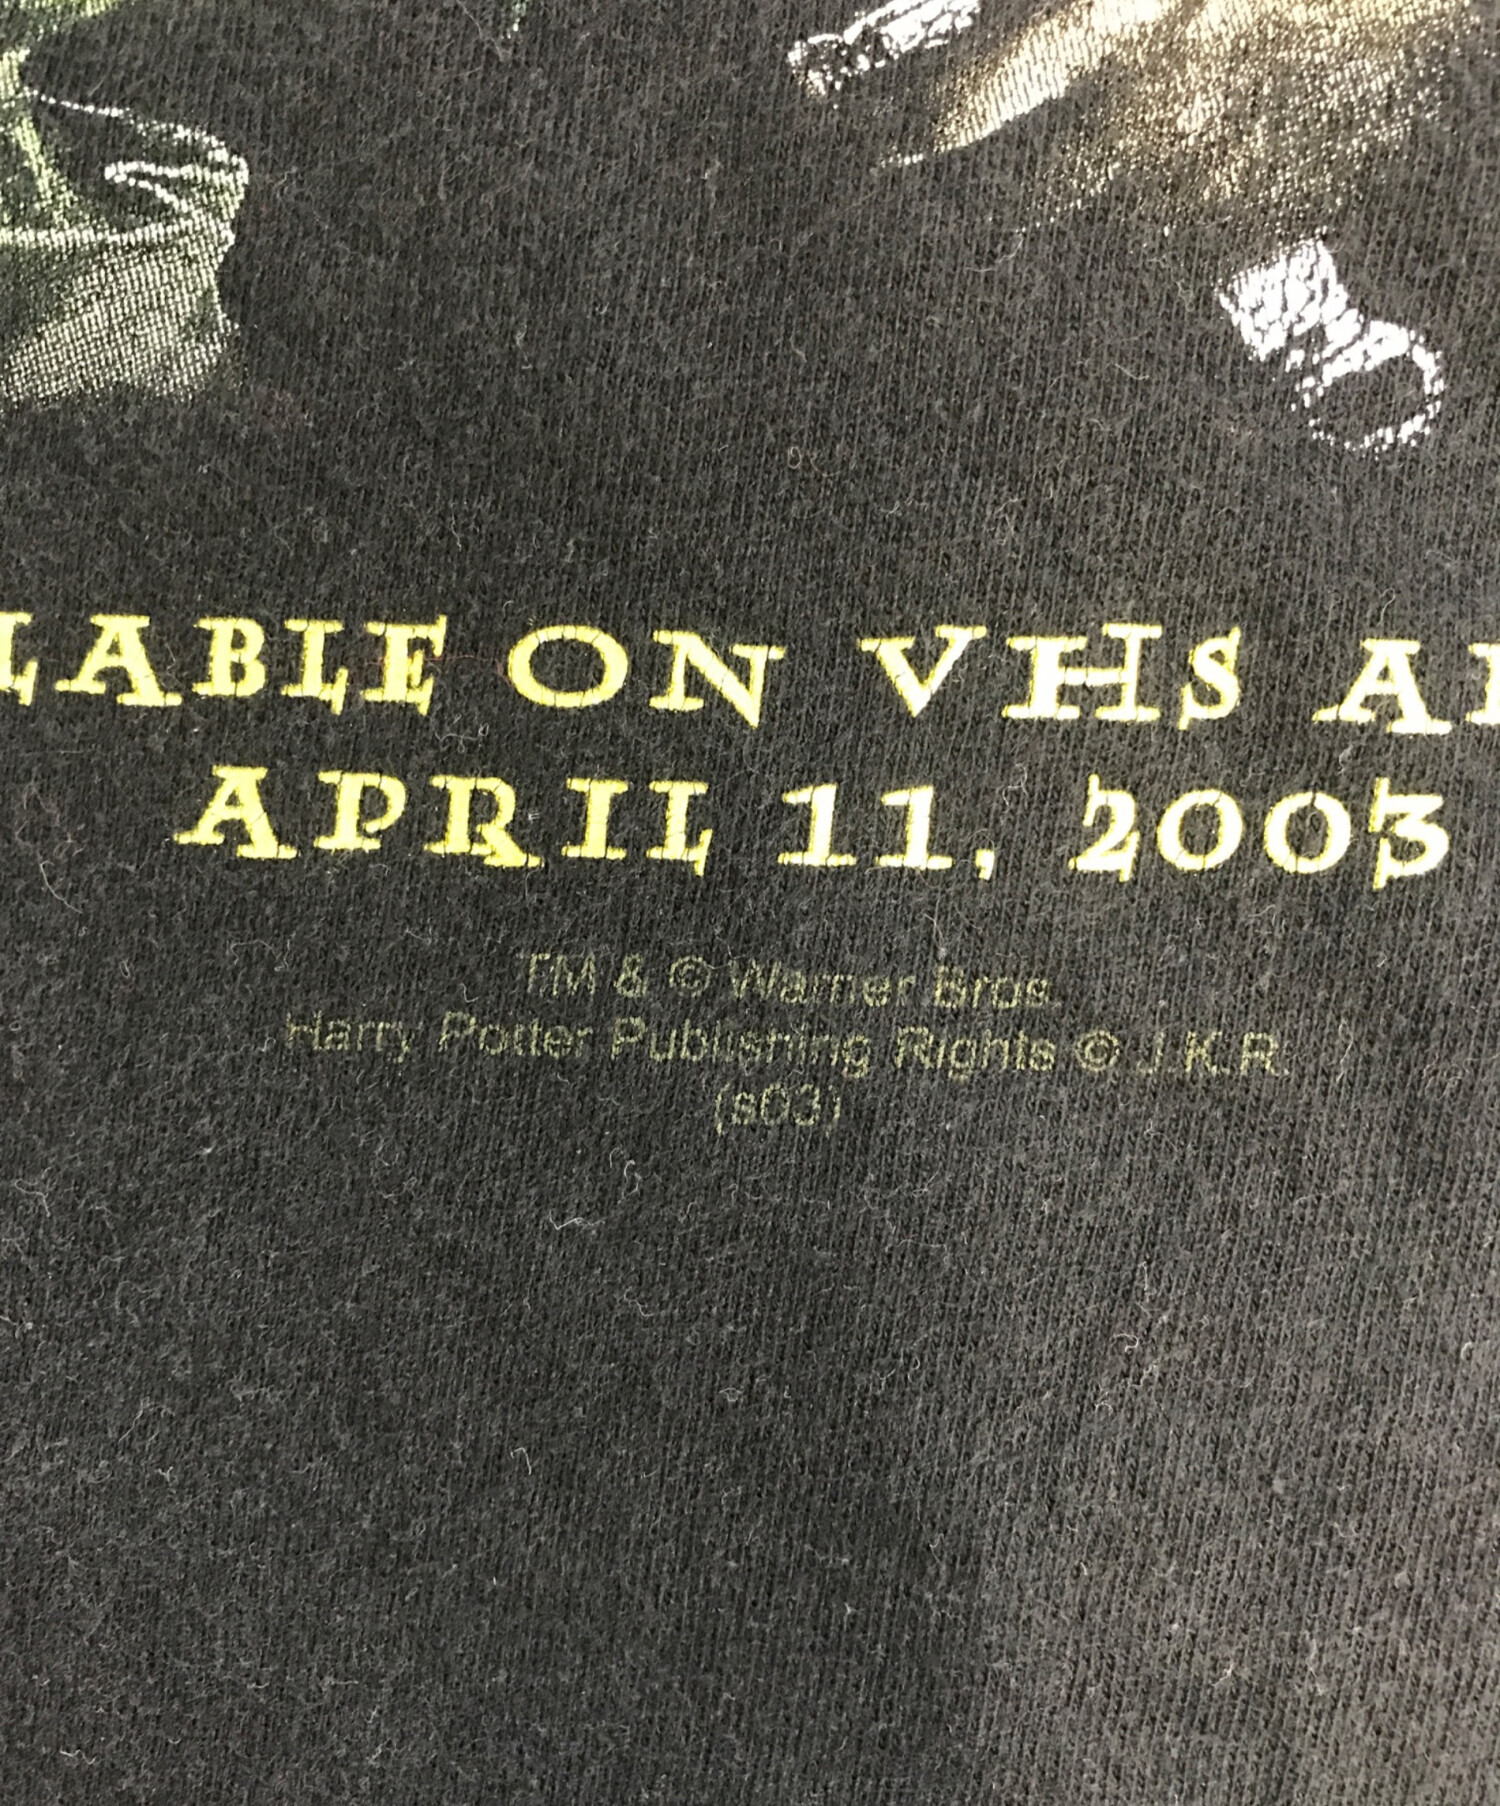 LABLE ON VHS A
APRIL 11, 2003
TM & © Warner Bros.
Harry Potter Publishing Rights © J.K.R.
(s03)